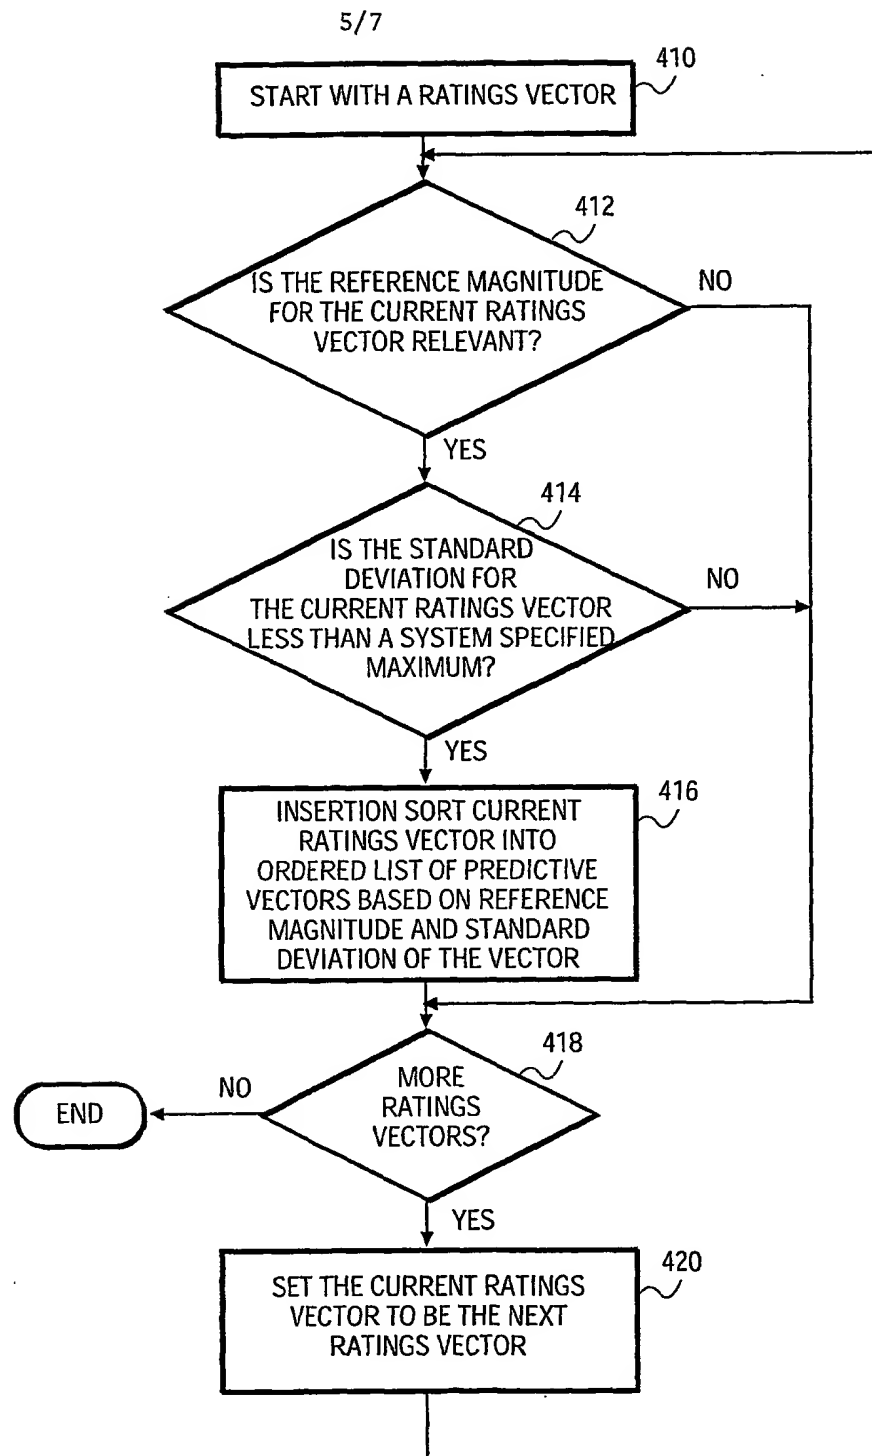 5/7
410
START WITH A RATINGS VECTOR
412
IS THE REFERENCE MAGNITUDE
FOR THE CURRENT RATINGS
VECTOR RELEVANT?
NO
YES
414
IS THE STANDARD
DEVIATION FOR
THE CURRENT RATINGS VECTOR
LESS THAN A SYSTEM SPECIFIED
MAXIMUM?
NO
YES
416
INSERTION SORT CURRENT
RATINGS VECTOR INTO
ORDERED LIST OF PREDICTIVE
VECTORS BASED ON REFERENCE
MAGNITUDE AND STANDARD
DEVIATION OF THE VECTOR
418
MORE
RATINGS
VECTORS?
NO
END
YES
420
SET THE CURRENT RATINGS
VECTOR TO BE THE NEXT
RATINGS VECTOR